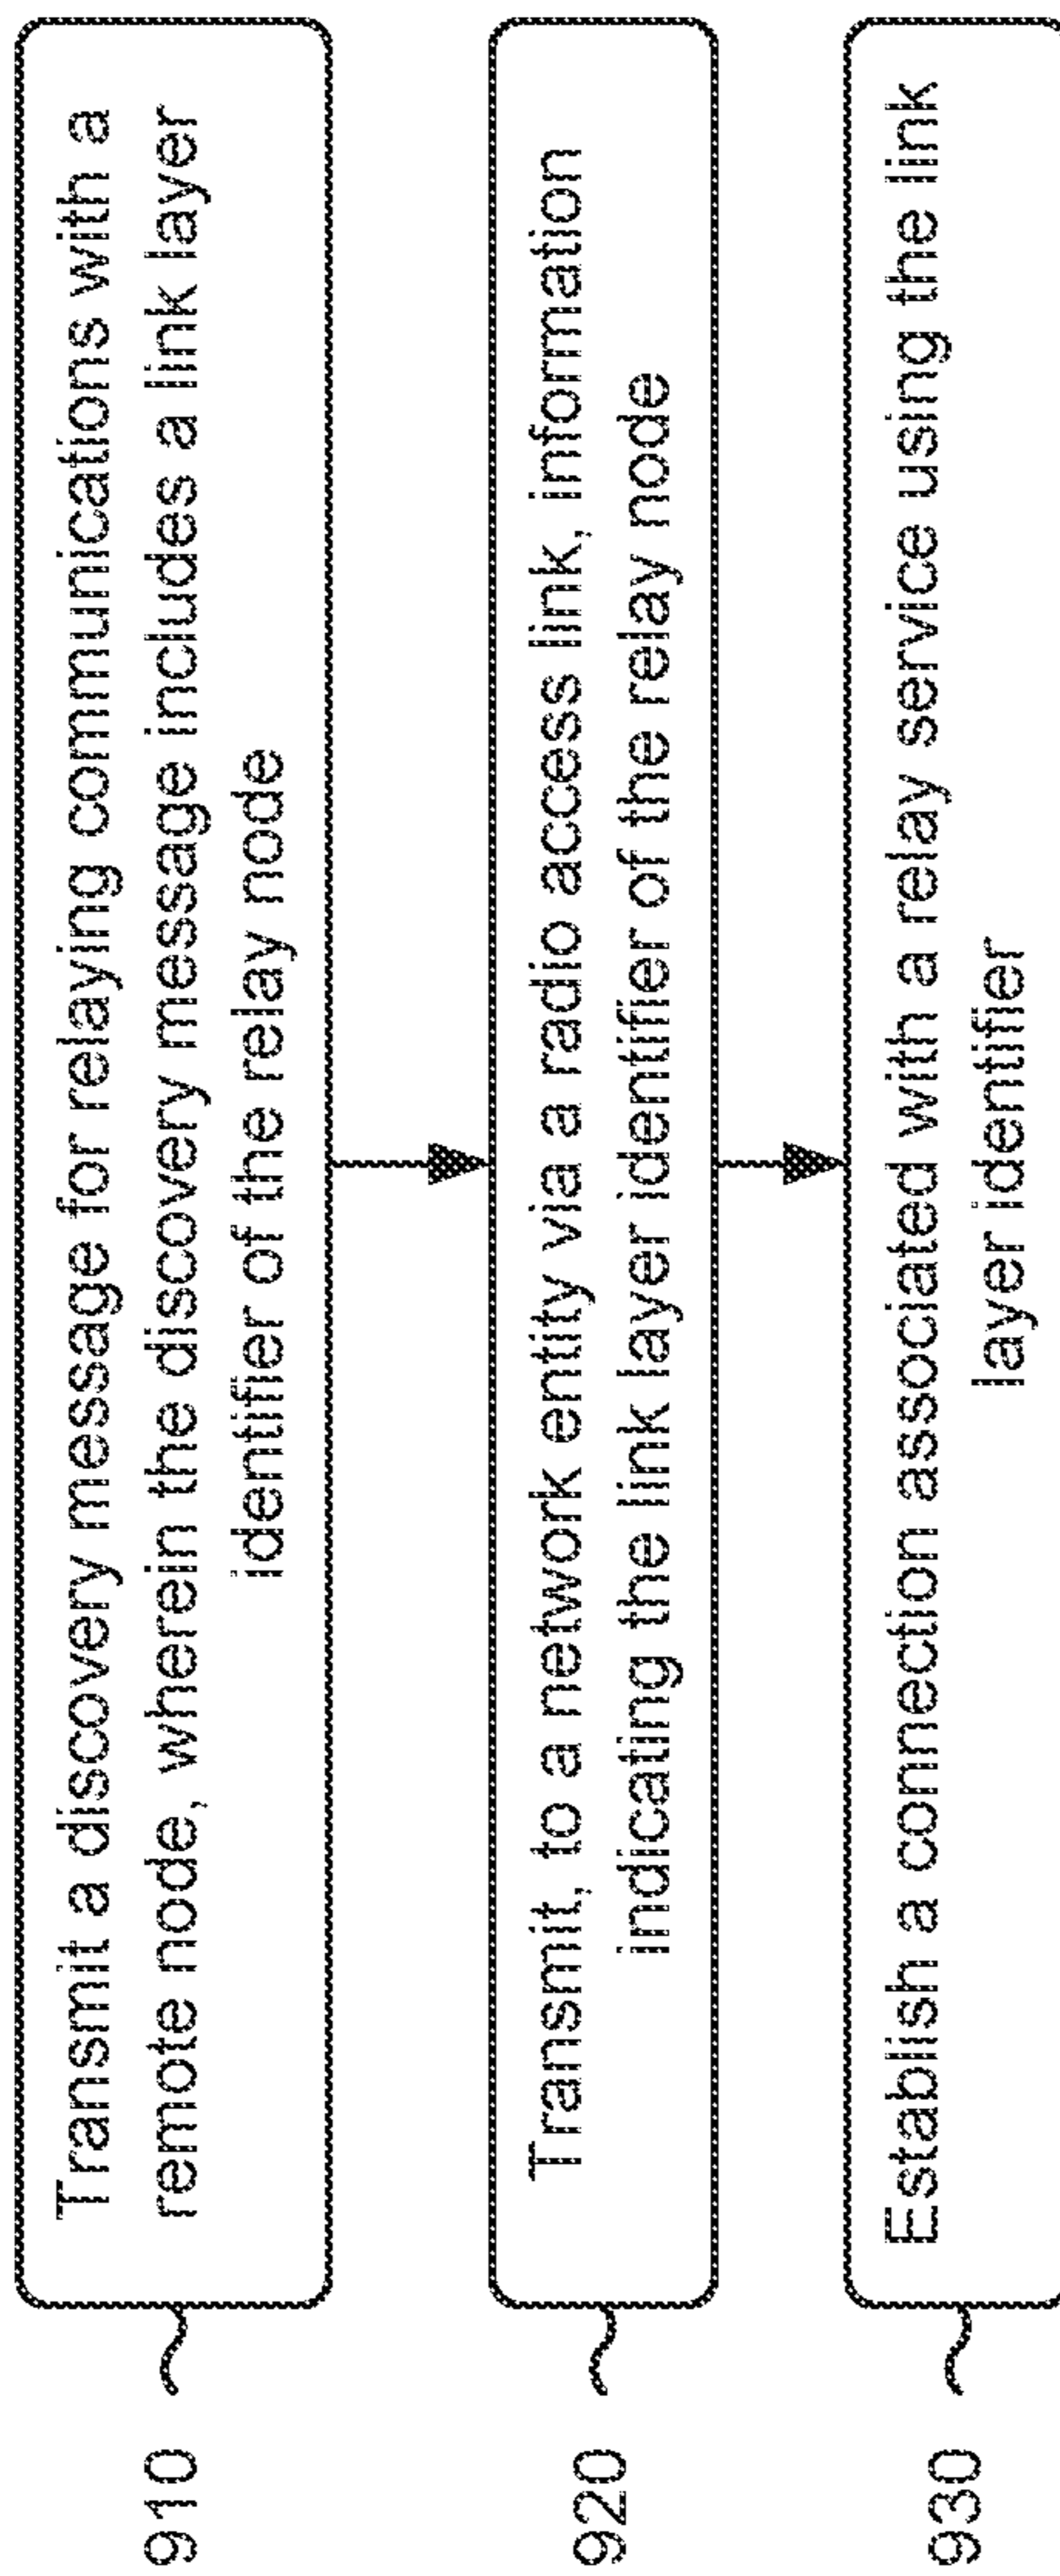 910
Transmit a discovery message for relaying communications with a
remote node, wherein the discovery message includes a link layer
identifier of the relay node
920
Transmit, to a network entity via a radio access link, information
indicating the link layer identifier of the relay node
930
Establish a connection associated with a relay service using the link
layer identifier